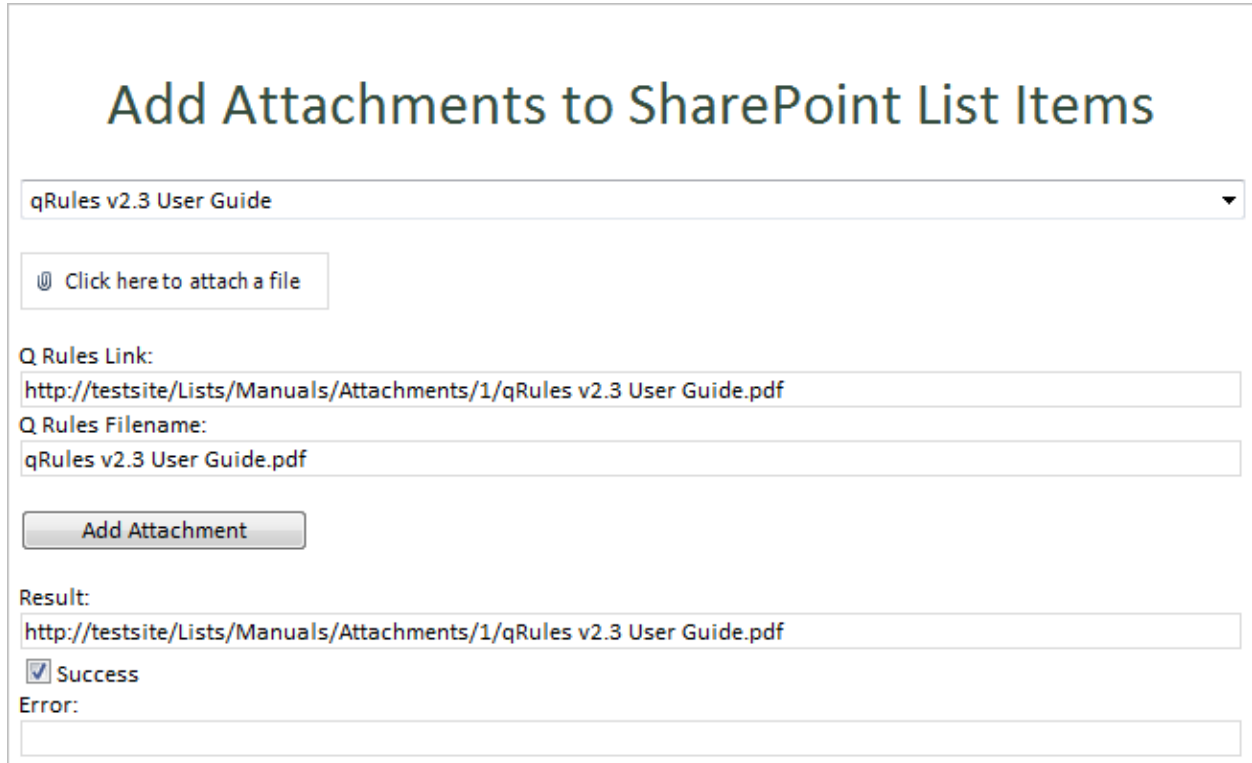 Add Attachments to SharePoint List Items
qRules v2.3 User Guide
Click here to attach a file
Q Rules Link:
http://testsite/Lists/Manuals/Attachments/1/qRules v2.3 User Guide.pdf
Q Rules Filename:
qRules v2.3 User Guide.pdf
Add Attachment
Result:
http://testsite/Lists/Manuals/Attachments/1/qRules v2.3 User Guide.pdf
Success
Error: